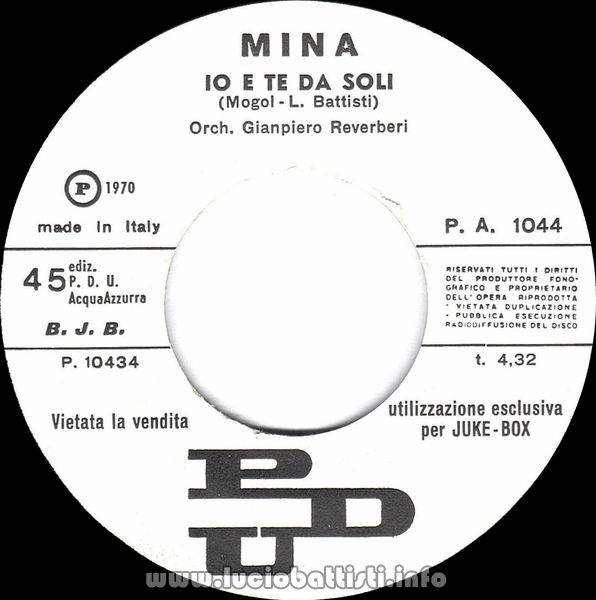 MINA
IO E TE DA SOLI
(Mogol - L. Battisti)
Orch. Gianpiero Reverberi
P 1970
made in Italy
P. A. 1044
45 ediz.
P. D. U.
AcquaAzzurra
B. J. B.
RISERVATI TUTTI I DIRITTI
DEL PRODUTTORE FONO-
GRAFICO E PROPRIETARIO
DELL'OPERA RIPRODOTTA
- VIETATA DUPLICAZIONE -
- PUBBLICA ESECUZIONE
RADIODIFFUSIONE DEL DISCO
P. 10434
t. 4,32
Vietata la vendita
utilizzazione esclusiva
per JUKE-BOX
PDU
www.luciobattisti.info